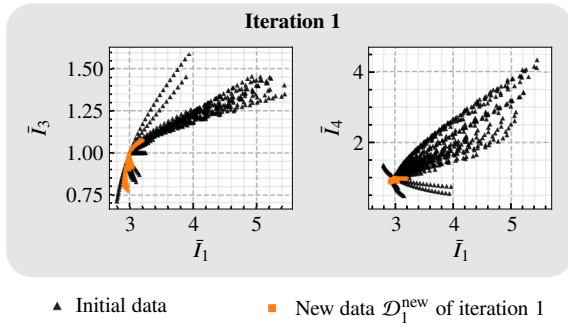 Iteration 1
1.50
1.25
1.00
0.75
Ī₃
3 4 5
Ī₁
4
2
Ī₄
3 4 5
Ī₁
Initial data
New data 𝒟₁ⁿᵉʷ of iteration 1